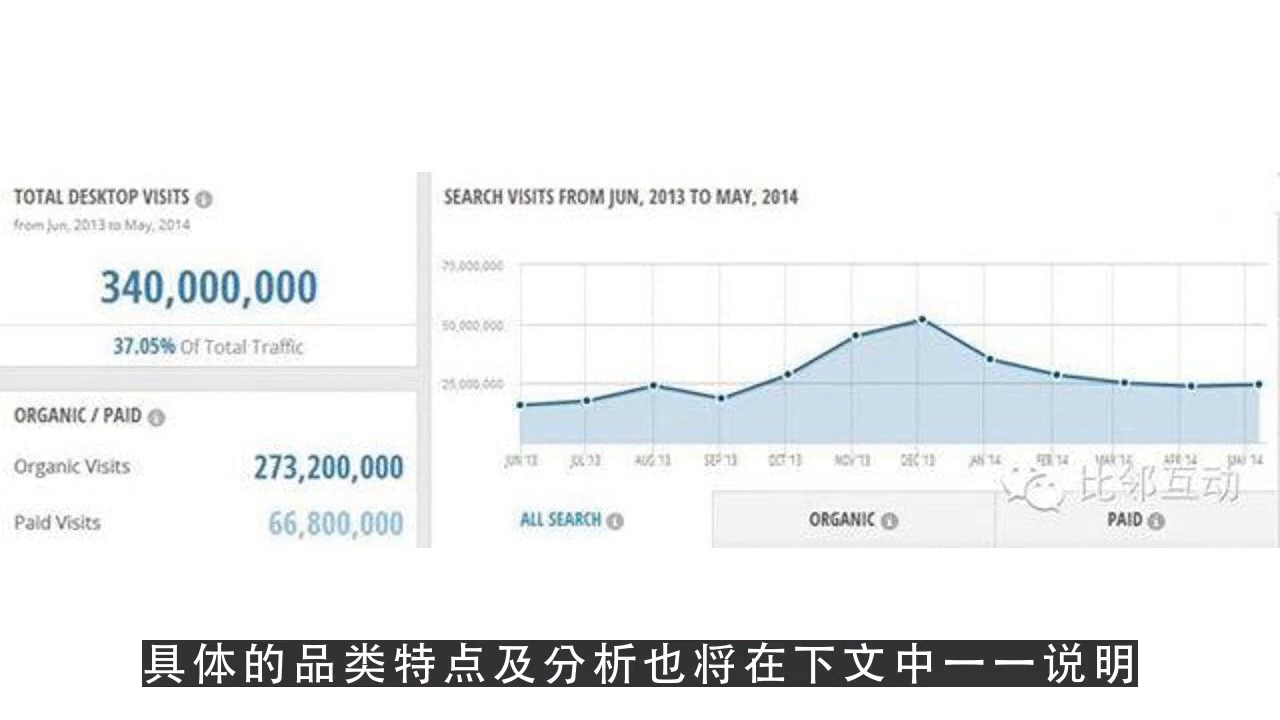 TOTAL DESKTOP VISITS
from Jun, 2013 to May, 2014
340,000,000
37.05% Of Total Traffic
ORGANIC / PAID
Organic Visits 273,200,000
Paid Visits 66,800,000
SEARCH VISITS FROM JUN, 2013 TO MAY, 2014
75,000,000
50,000,000
25,000,000
JUN '13 JUL '13 AUG '13 SEP '13 OCT '13 NOV '13 DEC '13 JAN '14 FEB '14 MAR '14 APR '14 MAY '14
比邻互动
ALL SEARCH ORGANIC PAID
具体的品类特点及分析也将在下文中一一说明